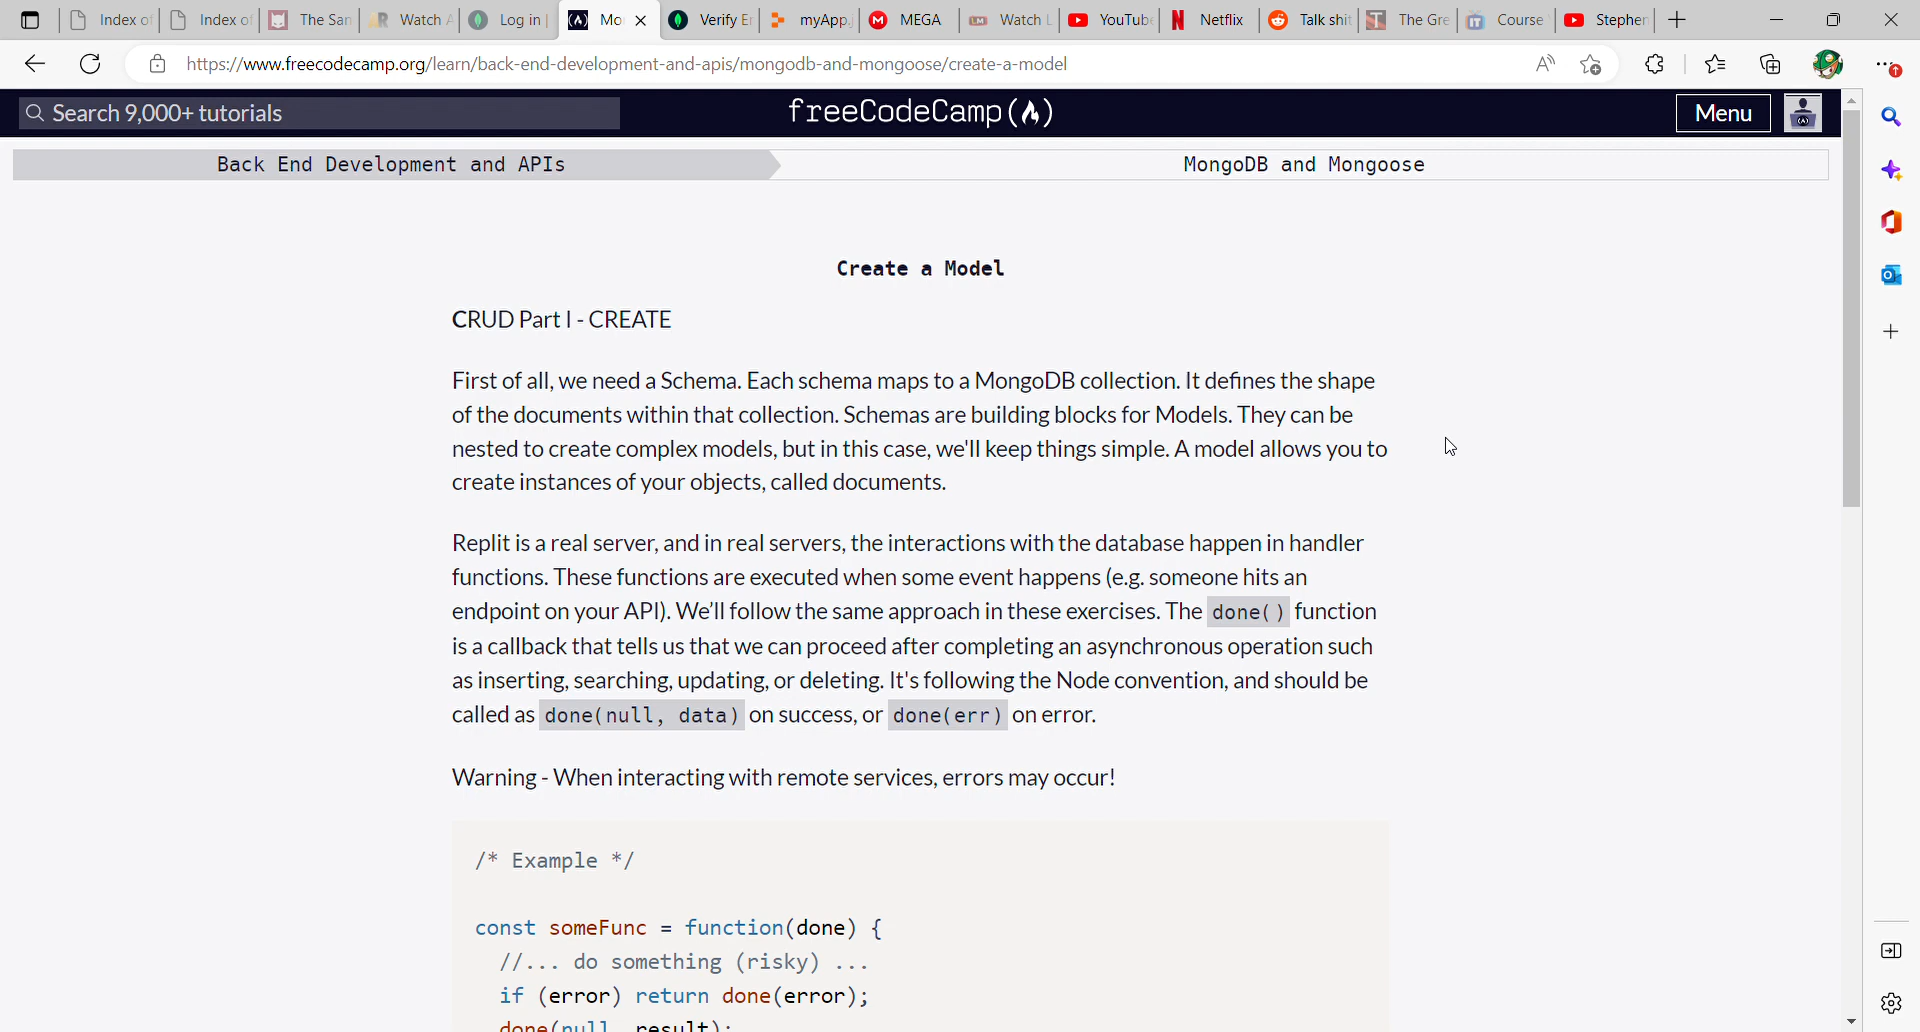 Index of
Index of
The San
Watch A
Log in |
Mo
Verify E
myApp.
MEGA
Watch L
YouTube
Netflix
Talk shit
The Gre
Course
Stephen
https://www.freecodecamp.org/learn/back-end-development-and-apis/mongodb-and-mongoose/create-a-model
Search 9,000+ tutorials
freeCodeCamp
Menu
Back End Development and APIs
MongoDB and Mongoose
Create a Model
CRUD Part I - CREATE
First of all, we need a Schema. Each schema maps to a MongoDB collection. It defines the shape
of the documents within that collection. Schemas are building blocks for Models. They can be
nested to create complex models, but in this case, we'll keep things simple. A model allows you to
create instances of your objects, called documents.
Replit is a real server, and in real servers, the interactions with the database happen in handler
functions. These functions are executed when some event happens (e.g. someone hits an
endpoint on your API). We’ll follow the same approach in these exercises. The done() function
is a callback that tells us that we can proceed after completing an asynchronous operation such
as inserting, searching, updating, or deleting. It's following the Node convention, and should be
called as done(null, data) on success, or done(err) on error.
Warning - When interacting with remote services, errors may occur!
/* Example */
const someFunc = function(done) {
//... do something (risky) ...
if (error) return done(error);
done(null, result);